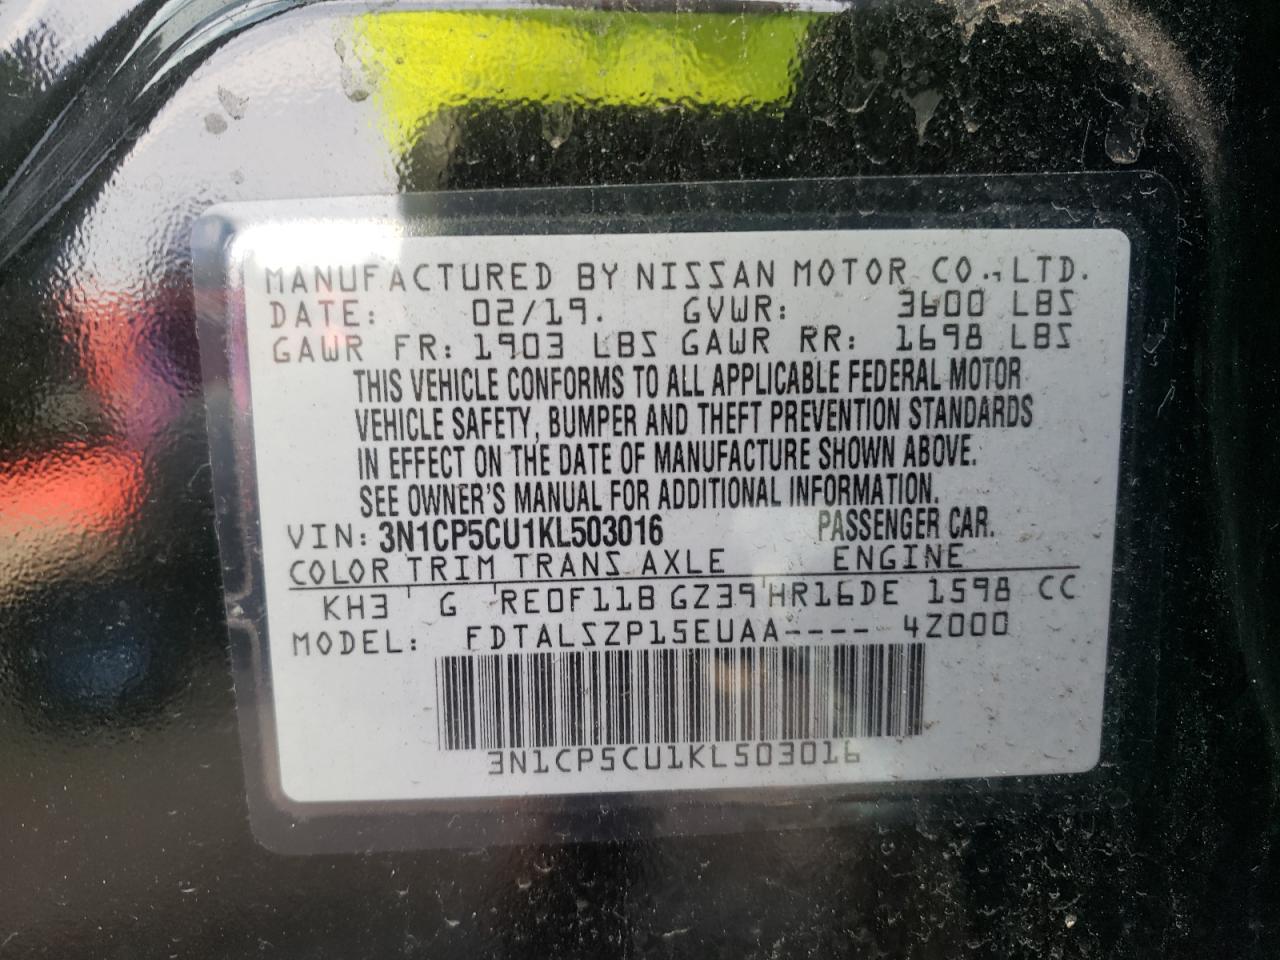 MANUFACTURED BY NISSAN MOTOR CO., LTD.
DATE: 02/19. GVWR: 3600 LBS
GAWR FR: 1903 LBS GAWR RR: 1698 LBS
THIS VEHICLE CONFORMS TO ALL APPLICABLE FEDERAL MOTOR
VEHICLE SAFETY, BUMPER AND THEFT PREVENTION STANDARDS
IN EFFECT ON THE DATE OF MANUFACTURE SHOWN ABOVE.
SEE OWNER'S MANUAL FOR ADDITIONAL INFORMATION.
VIN: 3N1CP5CU1KL503016 PASSENGER CAR.
COLOR TRIM TRANS AXLE ENGINE
KH3 G RE0F11B GZ39 HR16DE 1598 CC
MODEL: FDTALSZP15EUAA---- 4Z000
3N1CP5CU1KL503016